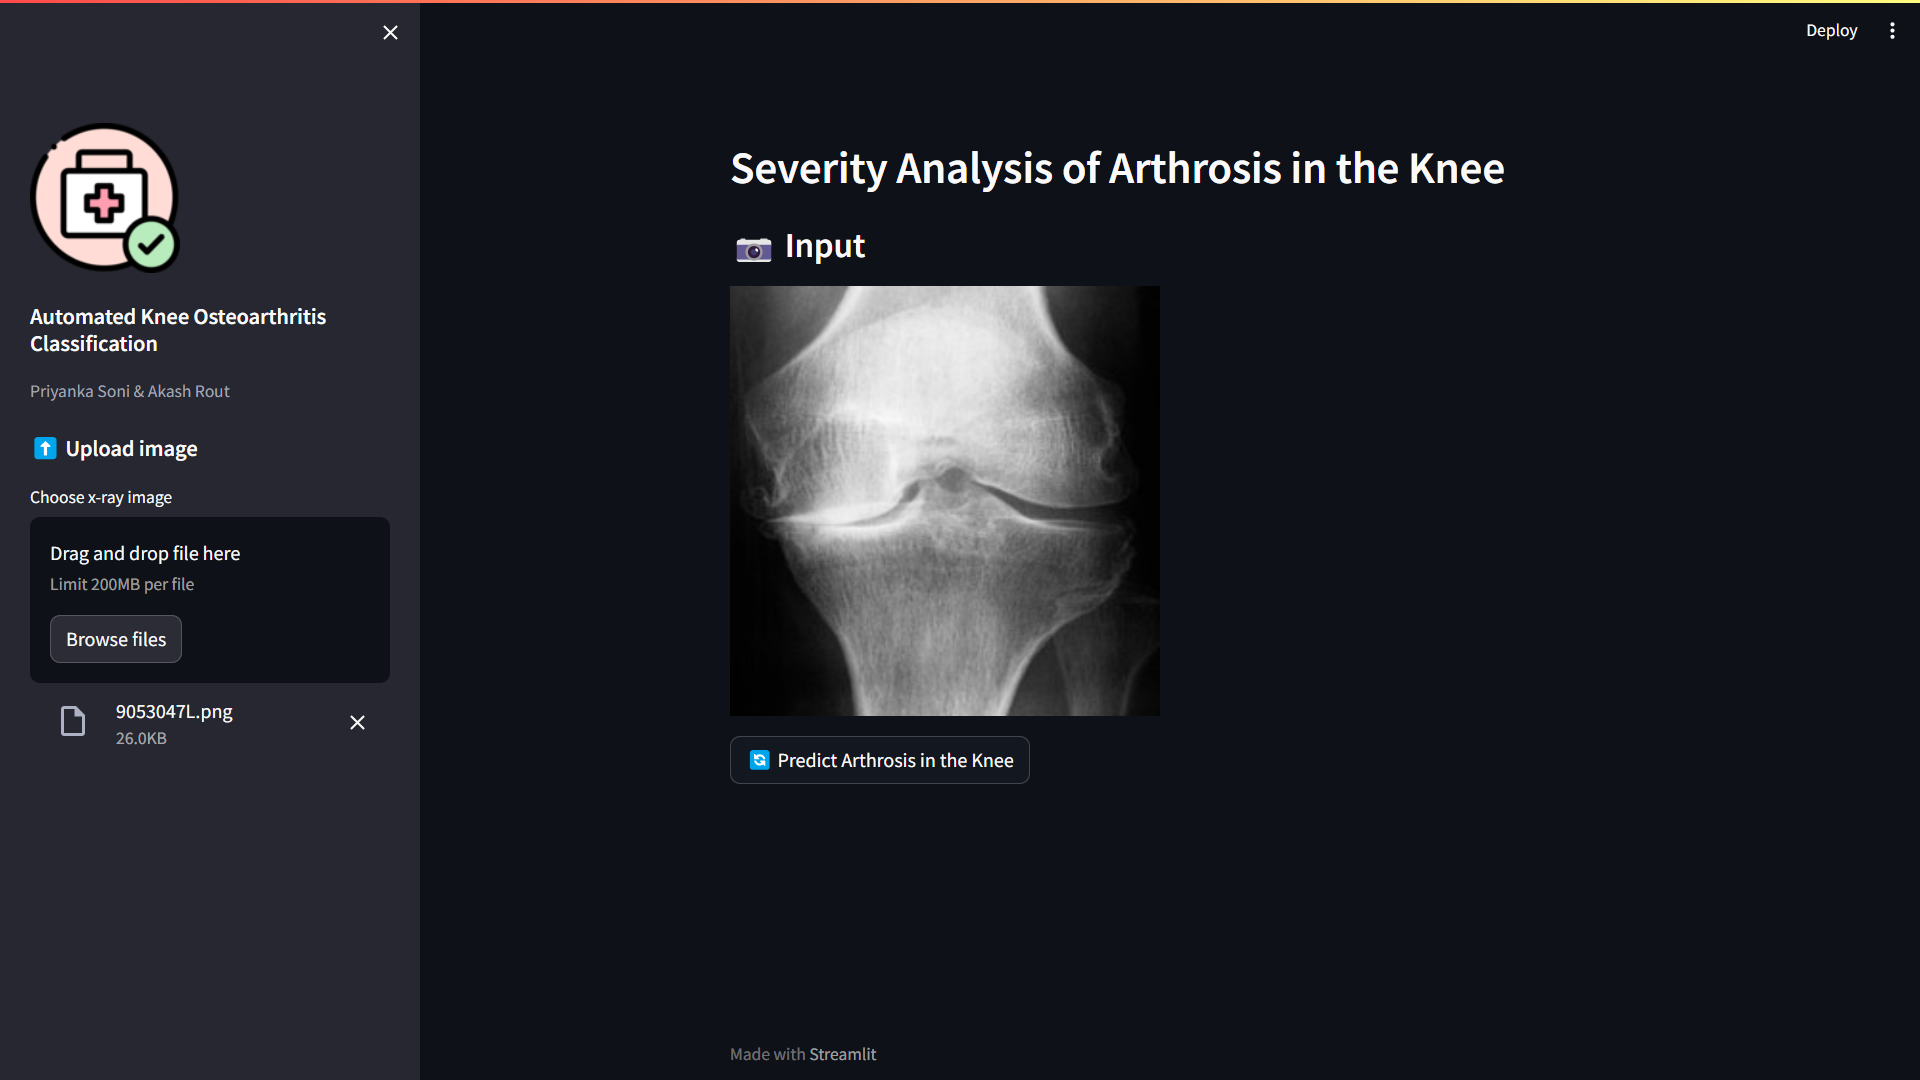 Deploy
Automated Knee Osteoarthritis
Classification
Priyanka Soni & Akash Rout
Upload image
Choose x-ray image
Drag and drop file here
Limit 200MB per file
Browse files
9053047L.png
26.0KB
Severity Analysis of Arthrosis in the Knee
Input
Predict Arthrosis in the Knee
Made with Streamlit